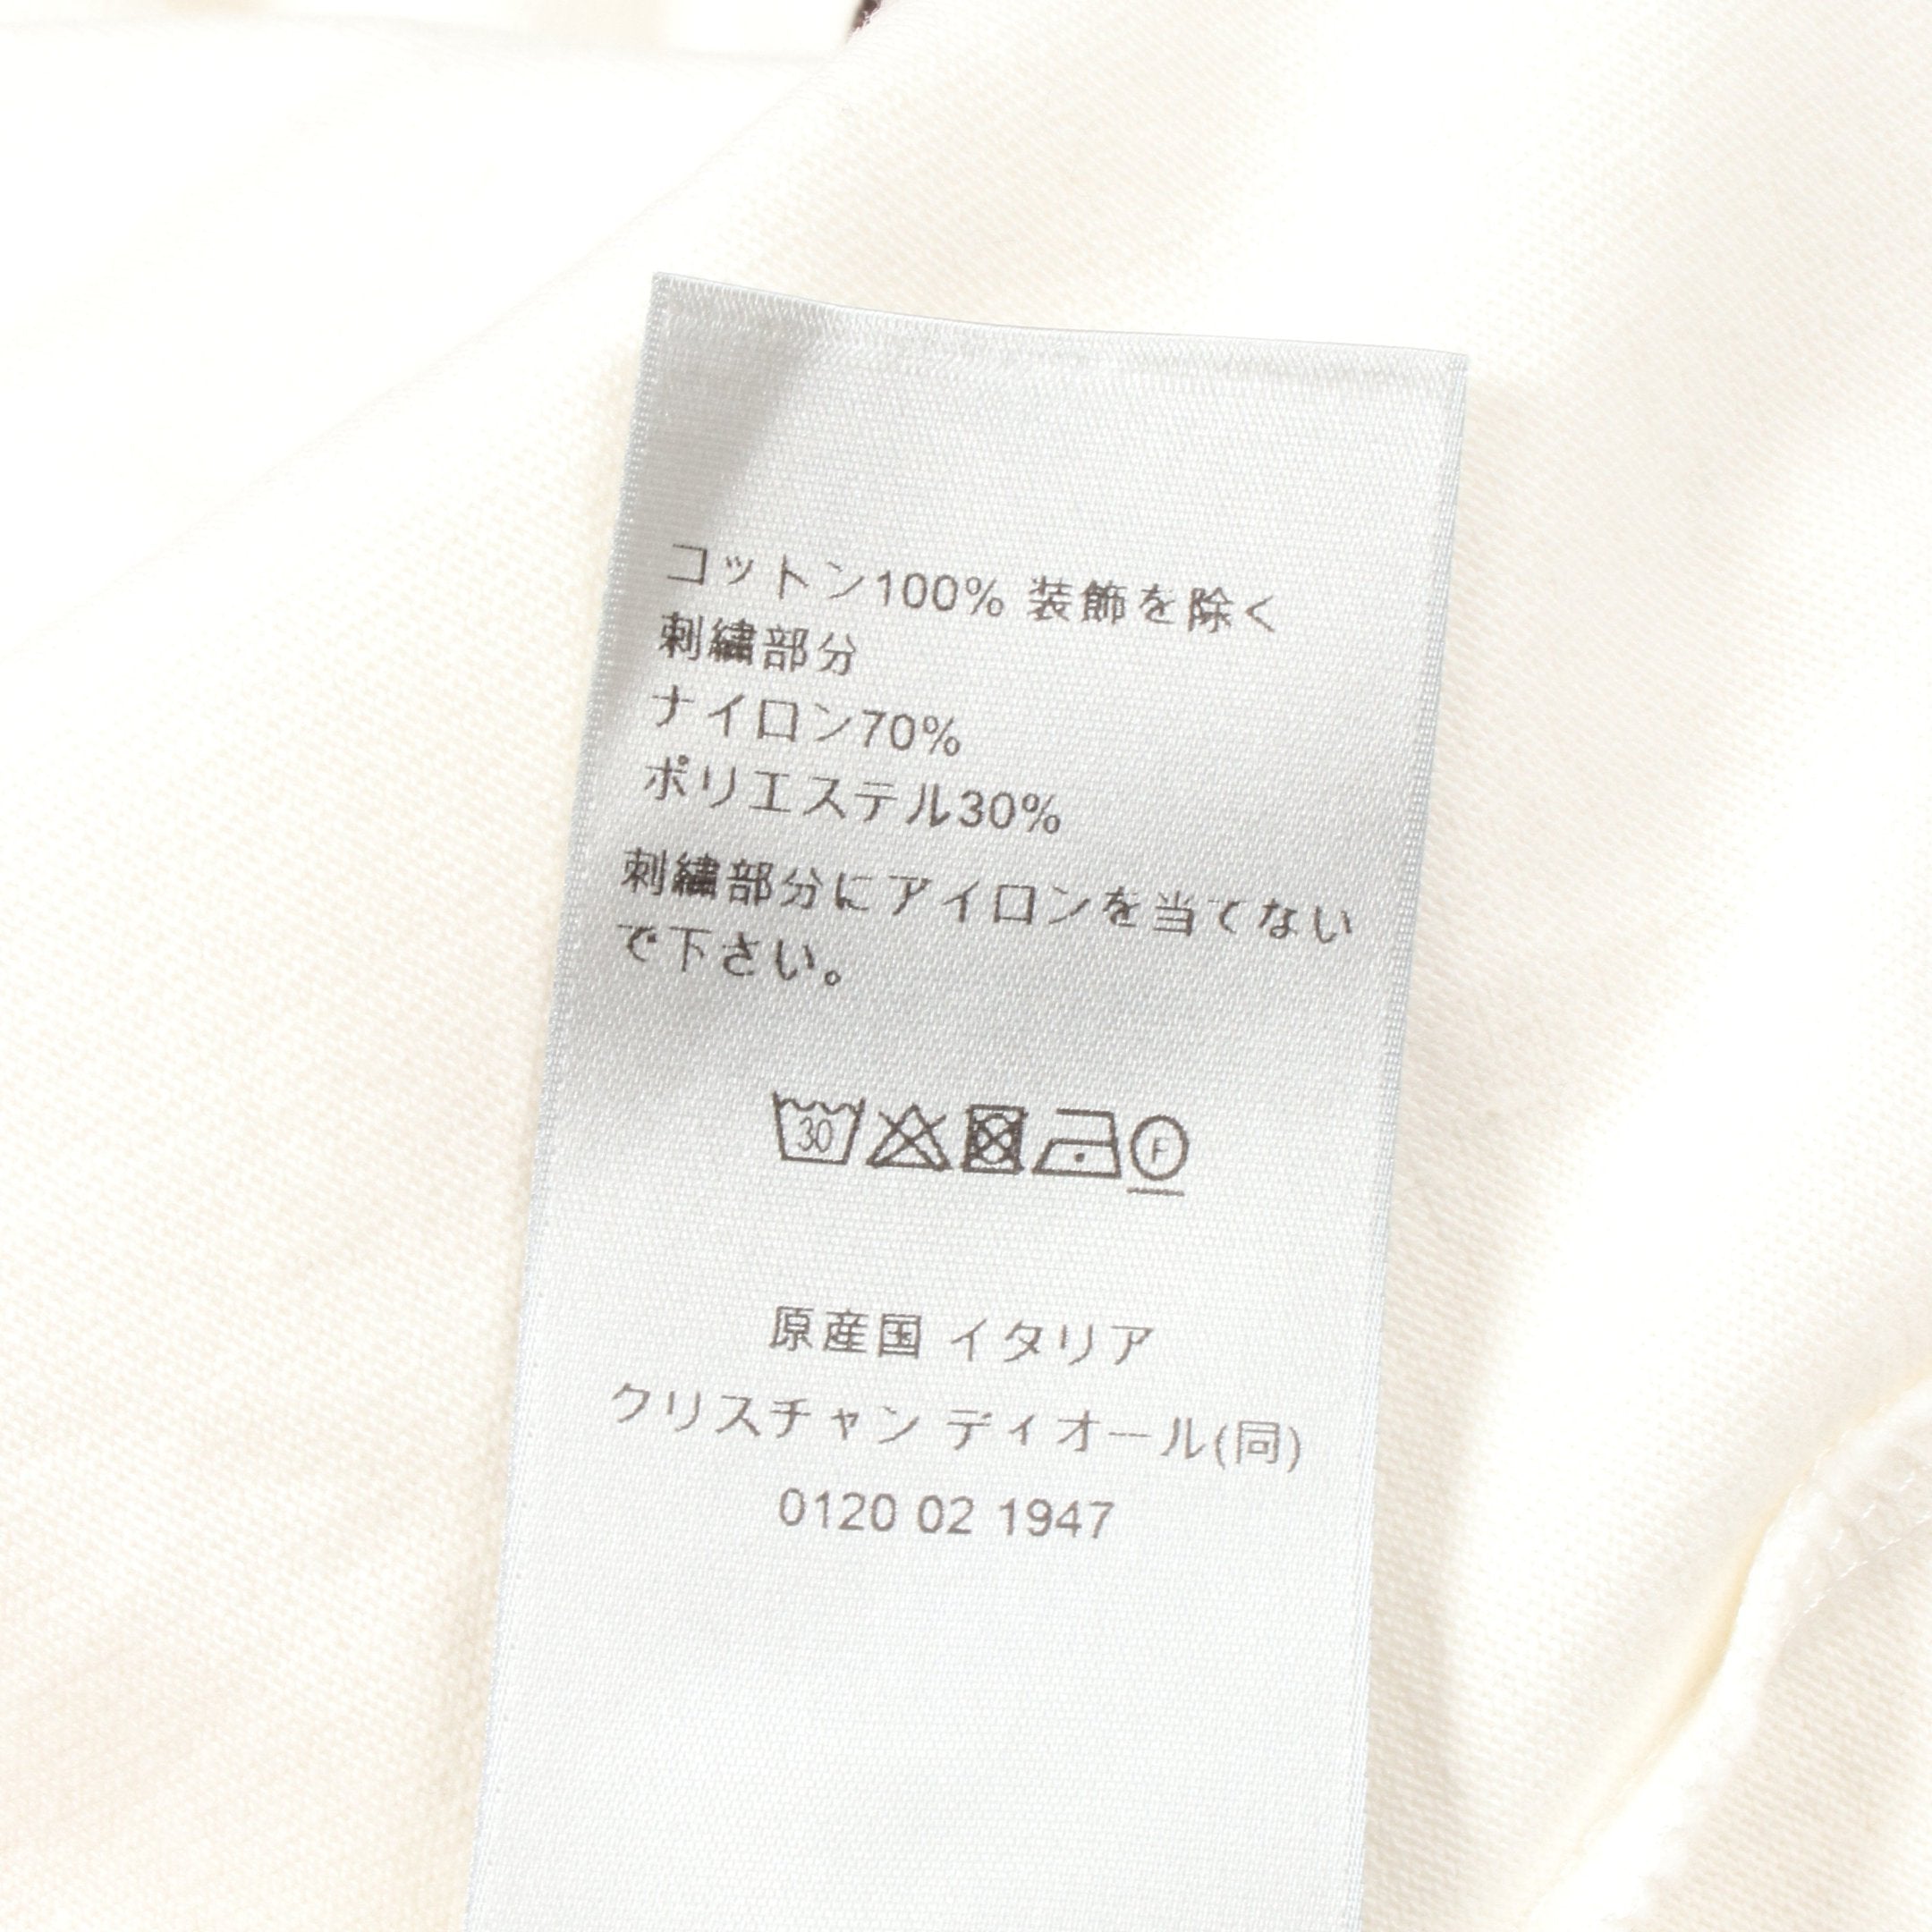 コットン100% 装飾を除く
刺繍部分
ナイロン70%
ポリエステル30%
刺繍部分にアイロンを当てない
で下さい。
30 F
原産国 イタリア
クリスチャン ディオール(同)
0120 02 1947